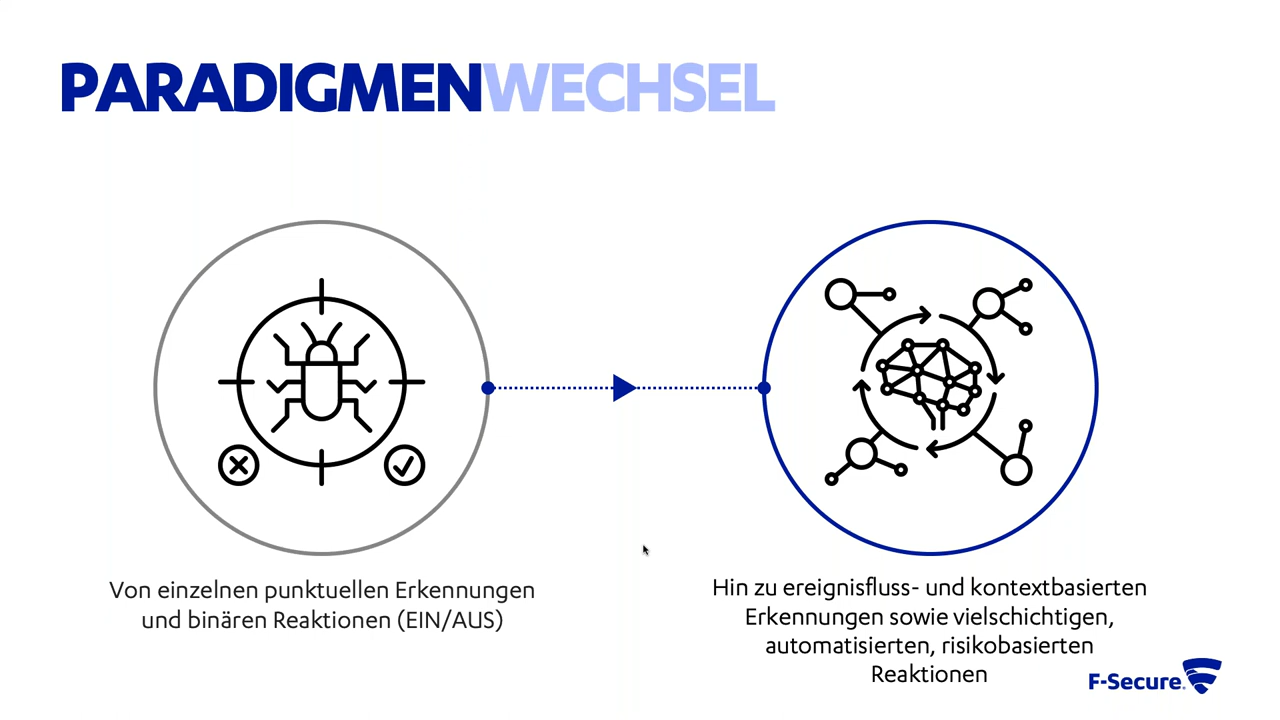 PARADIGMENWECHSEL
Von einzelnen punktuellen Erkennungen
und binären Reaktionen (EIN/AUS)
Hin zu ereignisfluss- und kontextbasierten
Erkennungen sowie vielschichtigen,
automatisierten, risikobasierten
Reaktionen
F-Secure.